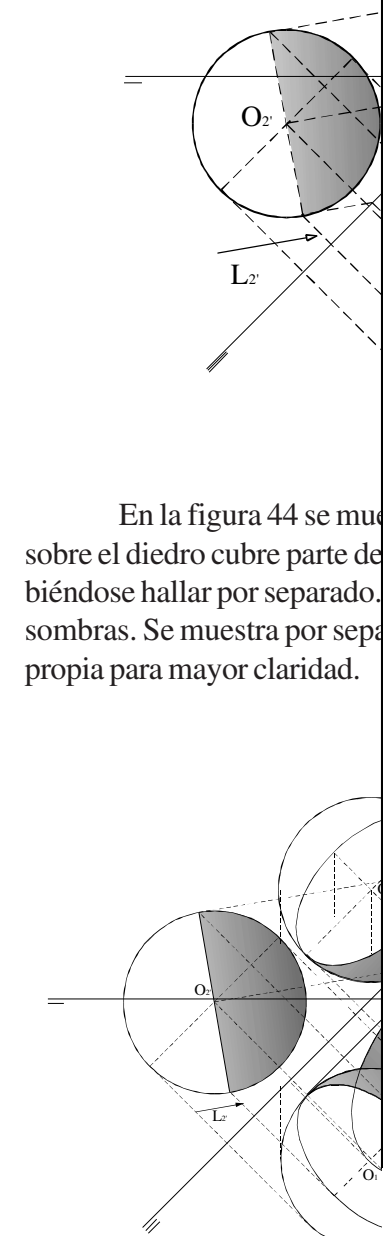 O2'
L2'
En la figura 44 se mue
sobre el diedro cubre parte de
biéndose hallar por separado.
sombras. Se muestra por sepa
propia para mayor claridad.
O2'
L2'
O1